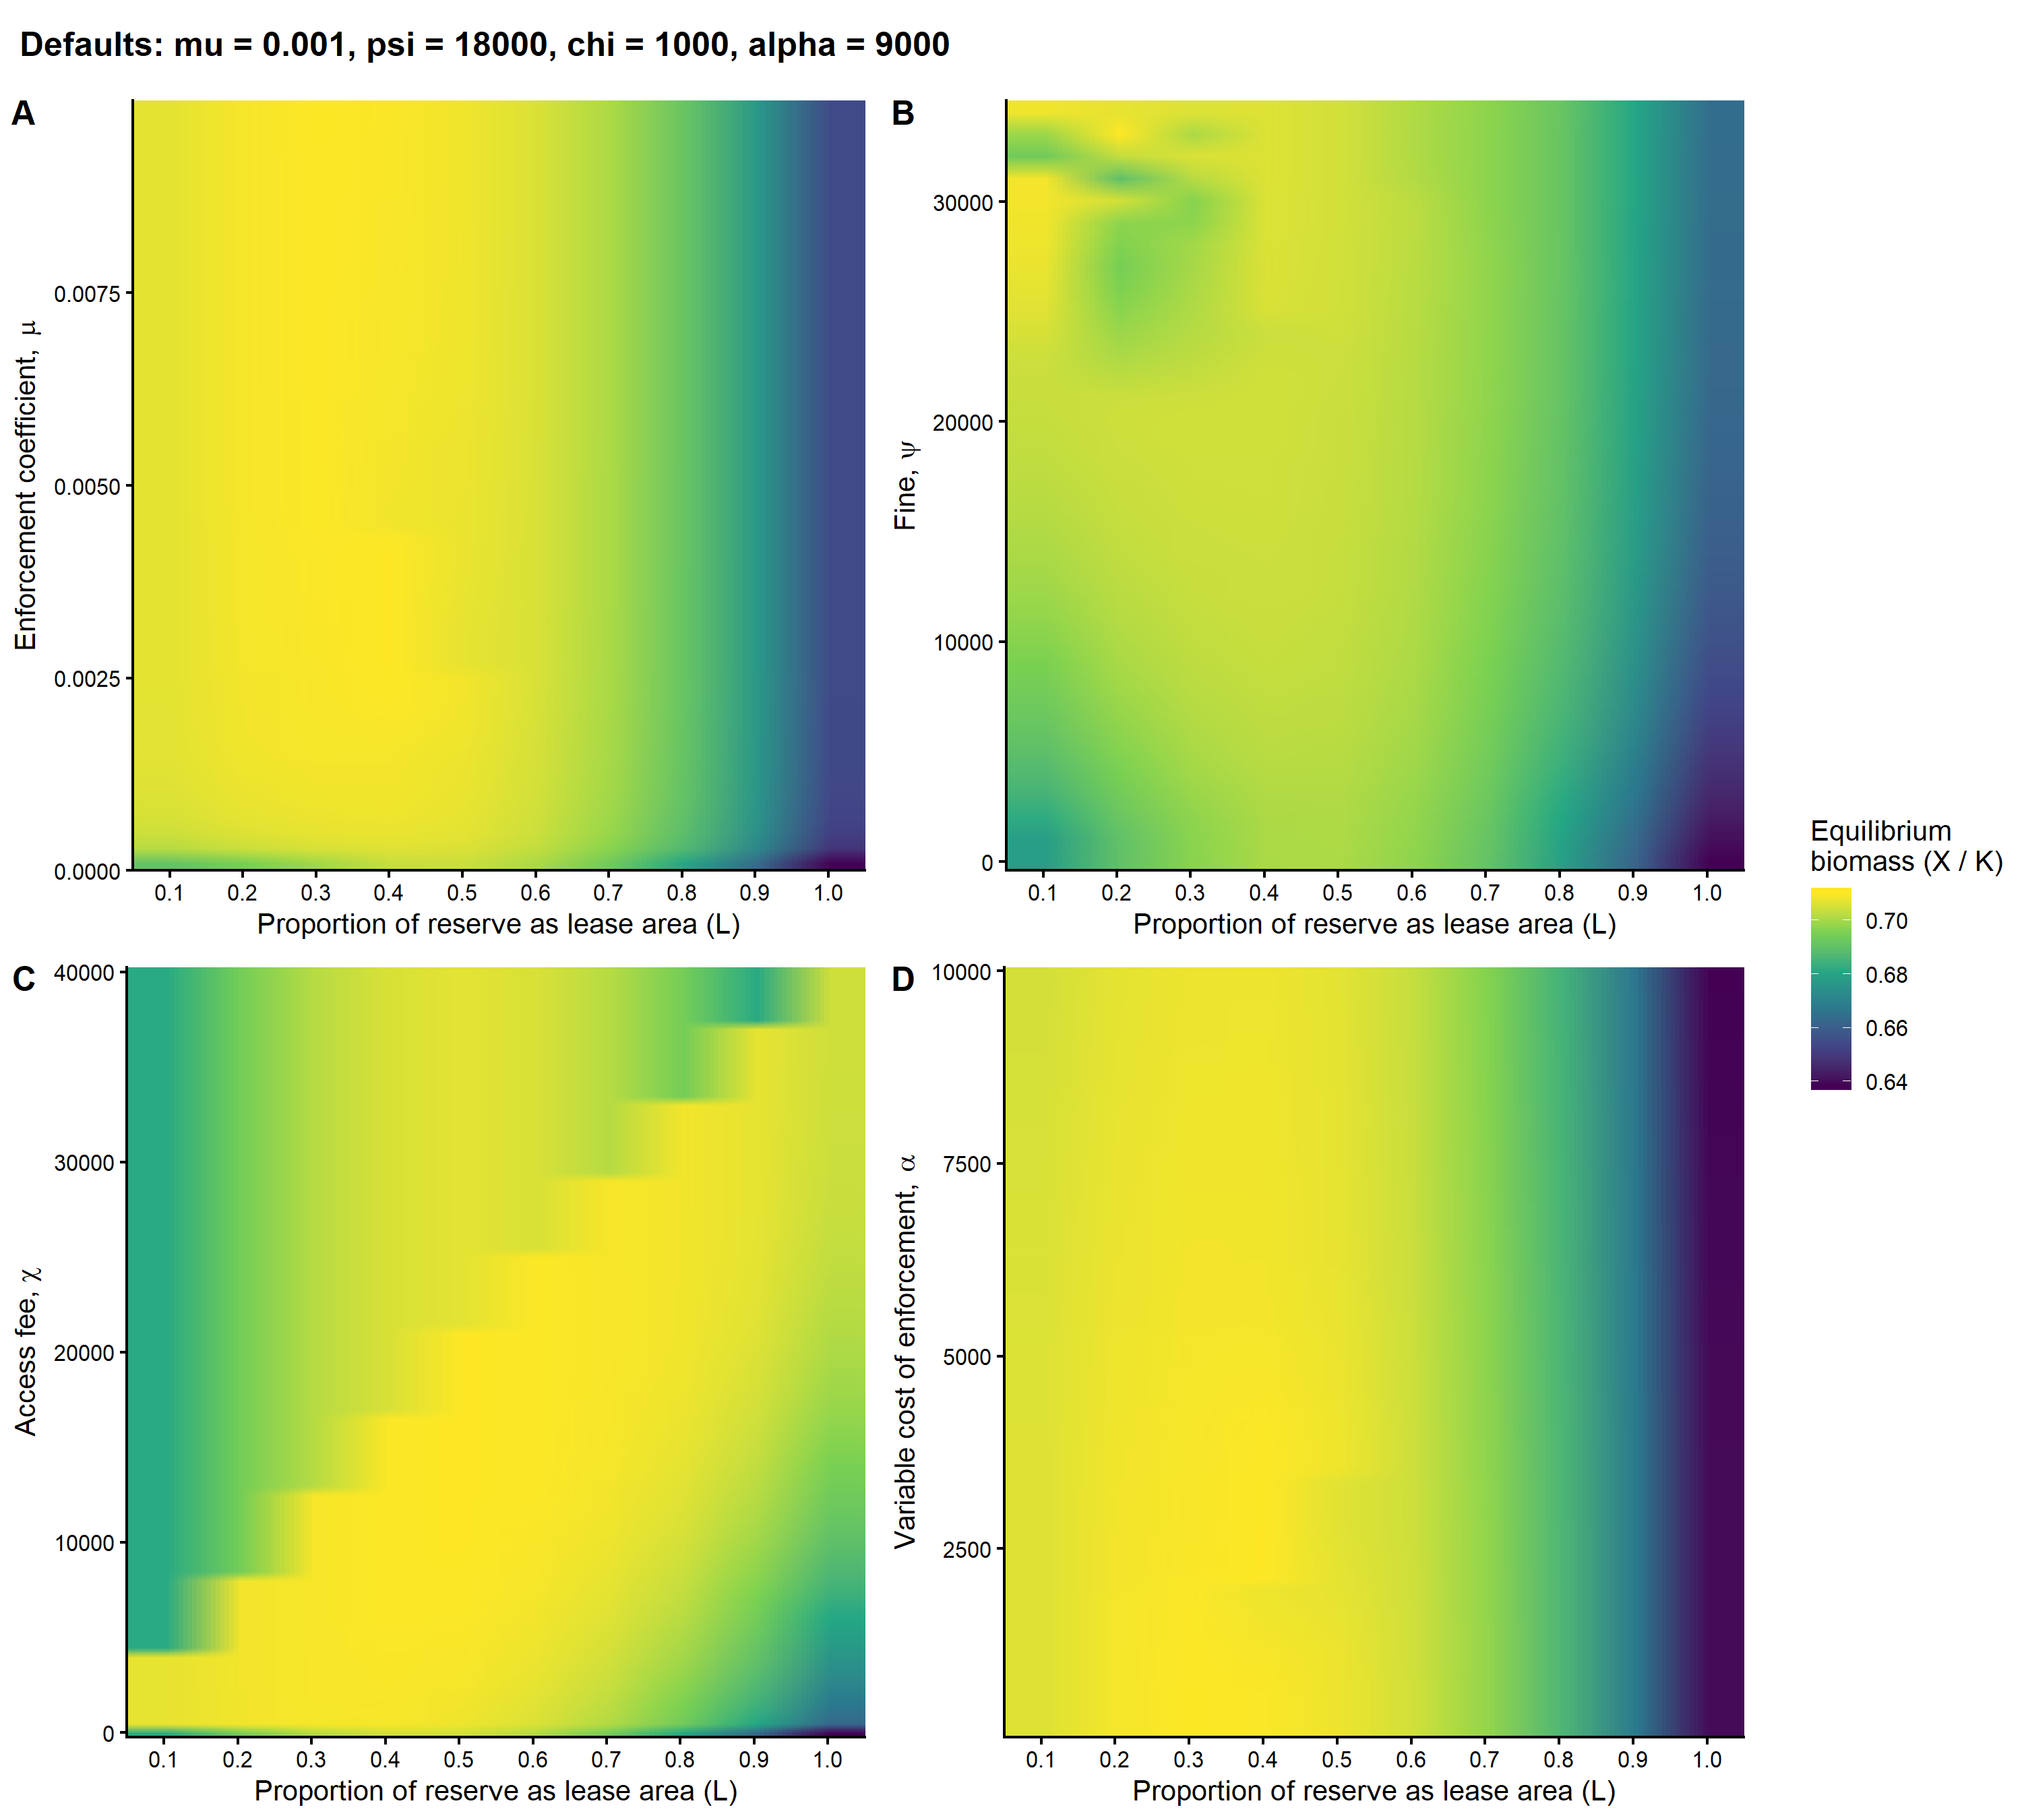 Defaults: mu = 0.001, psi = 18000, chi = 1000, alpha = 9000
A
Enforcement coefficient, μ
0.0075
0.0050
0.0025
0.0000
0.1 0.2 0.3 0.4 0.5 0.6 0.7 0.8 0.9 1.0
Proportion of reserve as lease area (L)
B
Fine, ψ
30000
20000
10000
0
0.1 0.2 0.3 0.4 0.5 0.6 0.7 0.8 0.9 1.0
Proportion of reserve as lease area (L)
C
Access fee, χ
40000
30000
20000
10000
0
0.1 0.2 0.3 0.4 0.5 0.6 0.7 0.8 0.9 1.0
Proportion of reserve as lease area (L)
D
Variable cost of enforcement, α
10000
7500
5000
2500
0.1 0.2 0.3 0.4 0.5 0.6 0.7 0.8 0.9 1.0
Proportion of reserve as lease area (L)
Equilibrium
biomass (X / K)
0.70
0.68
0.66
0.64